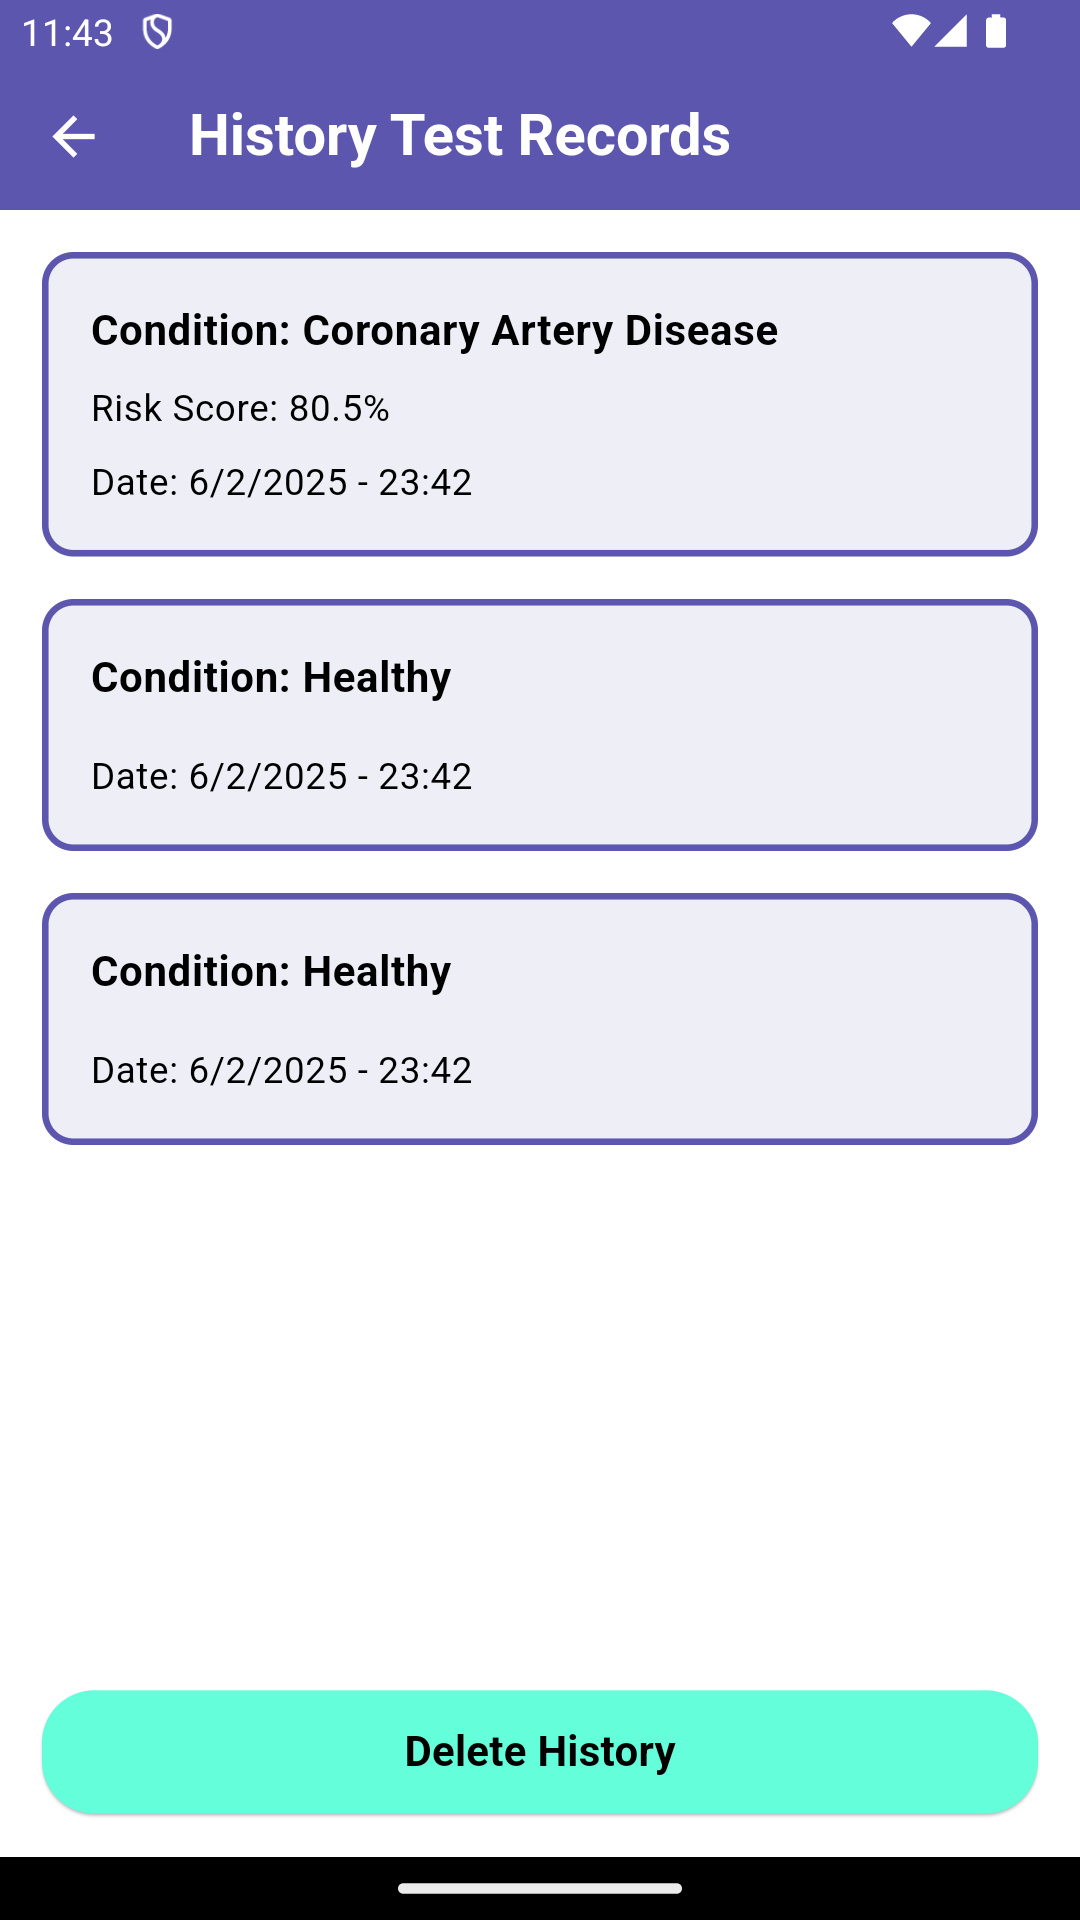 11:43
History Test Records
Condition: Coronary Artery Disease
Risk Score: 80.5%
Date: 6/2/2025 - 23:42
Condition: Healthy
Date: 6/2/2025 - 23:42
Condition: Healthy
Date: 6/2/2025 - 23:42
Delete History